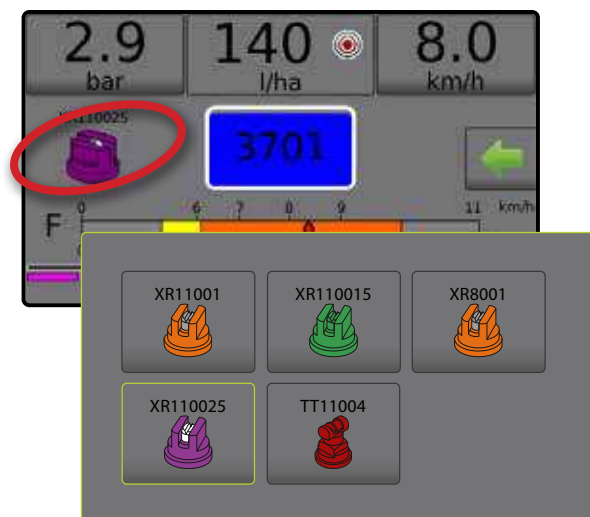 2.9 140 8.0
bar l/ha km/h
XR110025
3701
0 6 7 8 9 11 km/h
F
XR11001 XR110015 XR8001
XR110025 TT11004